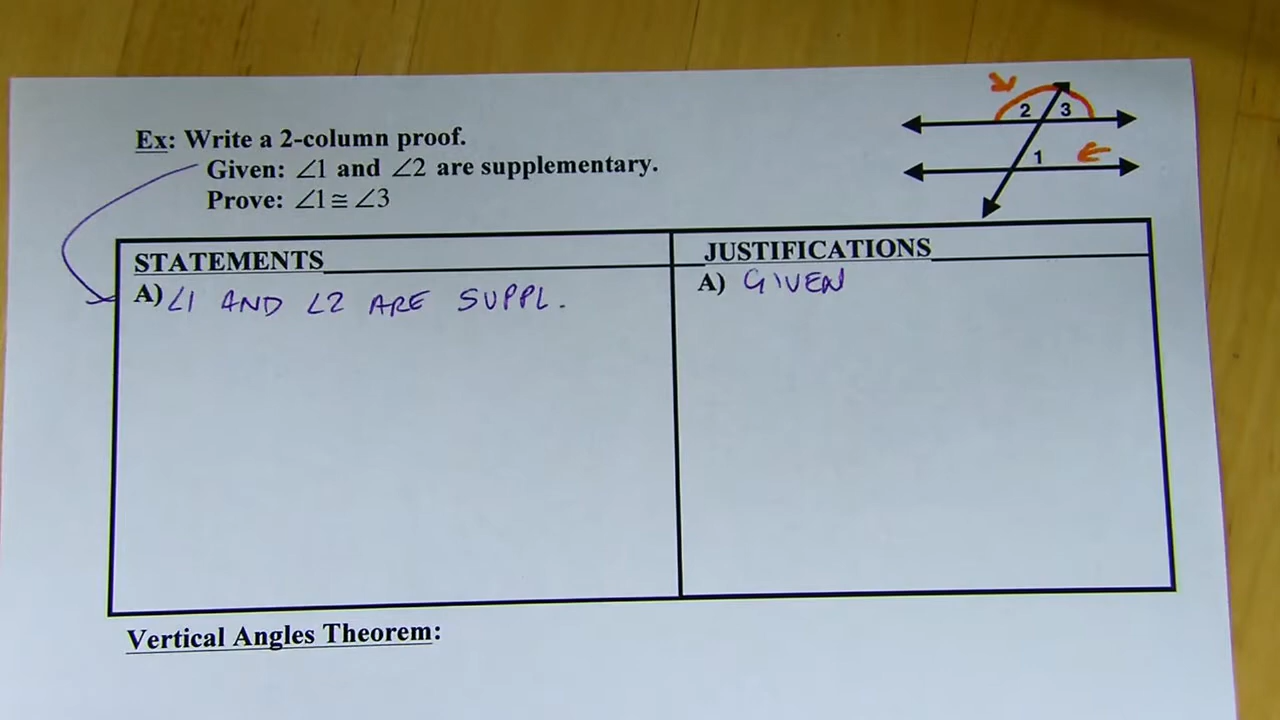 Ex: Write a 2-column proof.
Given: ∠1 and ∠2 are supplementary.
Prove: ∠1 ≅ ∠3
2 3
1
STATEMENTS
JUSTIFICATIONS
A) ∠1 AND ∠2 ARE SUPPL.
A) GIVEN
Vertical Angles Theorem: